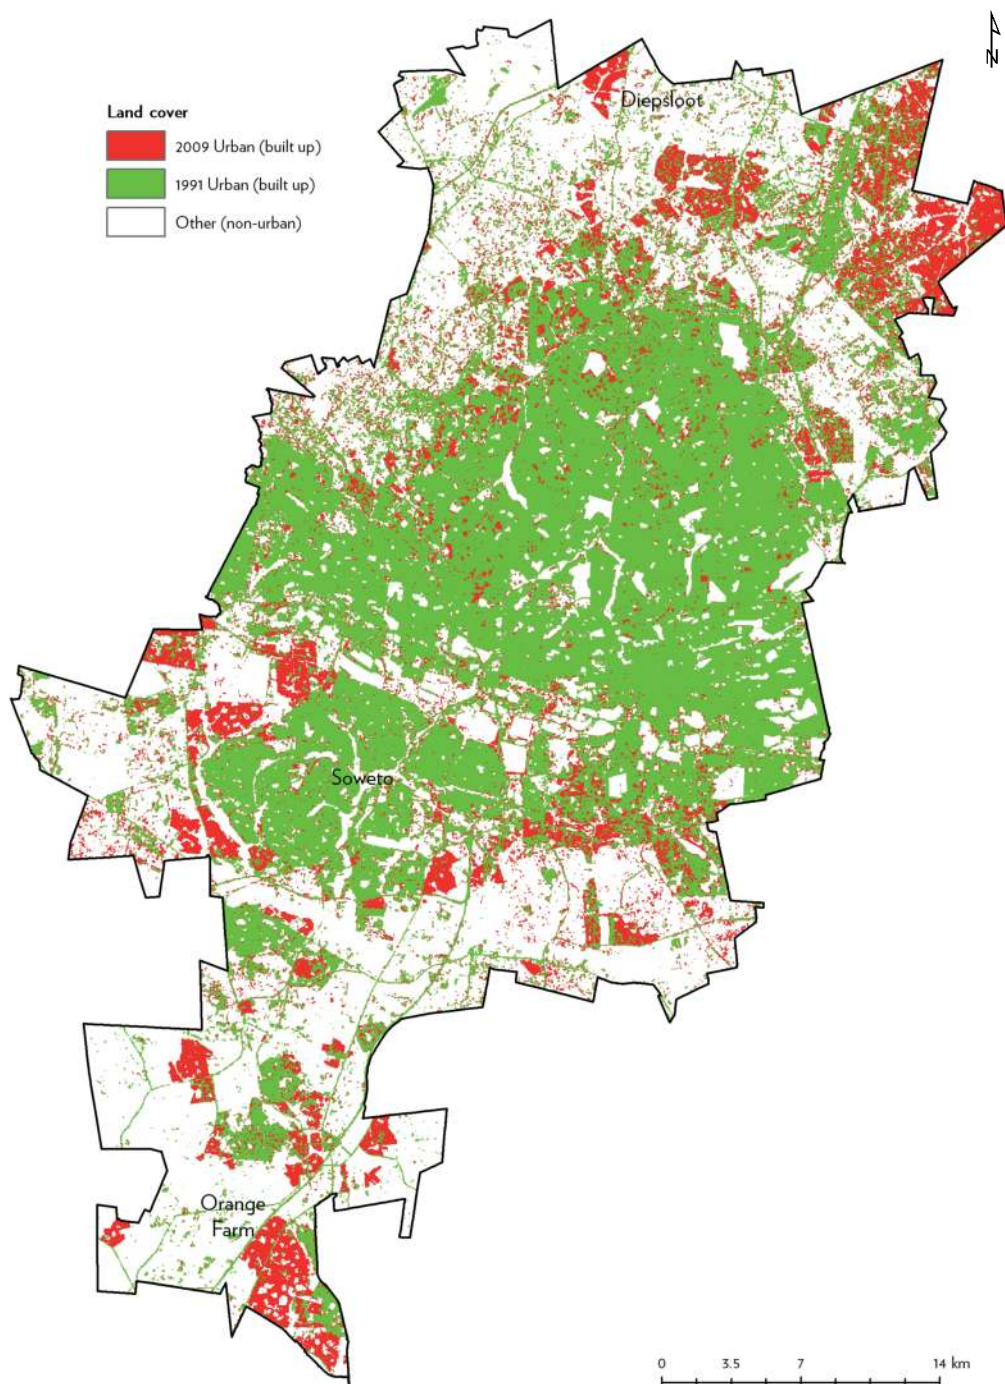 N
Diepsloot
Land cover
2009 Urban (built up)
1991 Urban (built up)
Other (non-urban)
Soweto
Orange
Farm
0 3.5 7 14 km